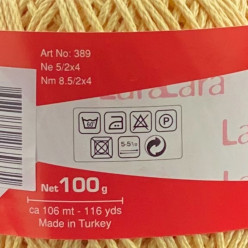 Art No: 389
Ne 5/2x4
Nm 8.5/2x4
LaraLara
La
P
5-5½
La
Net 100 g
ca 106 mt - 116 yds
Made in Turkey